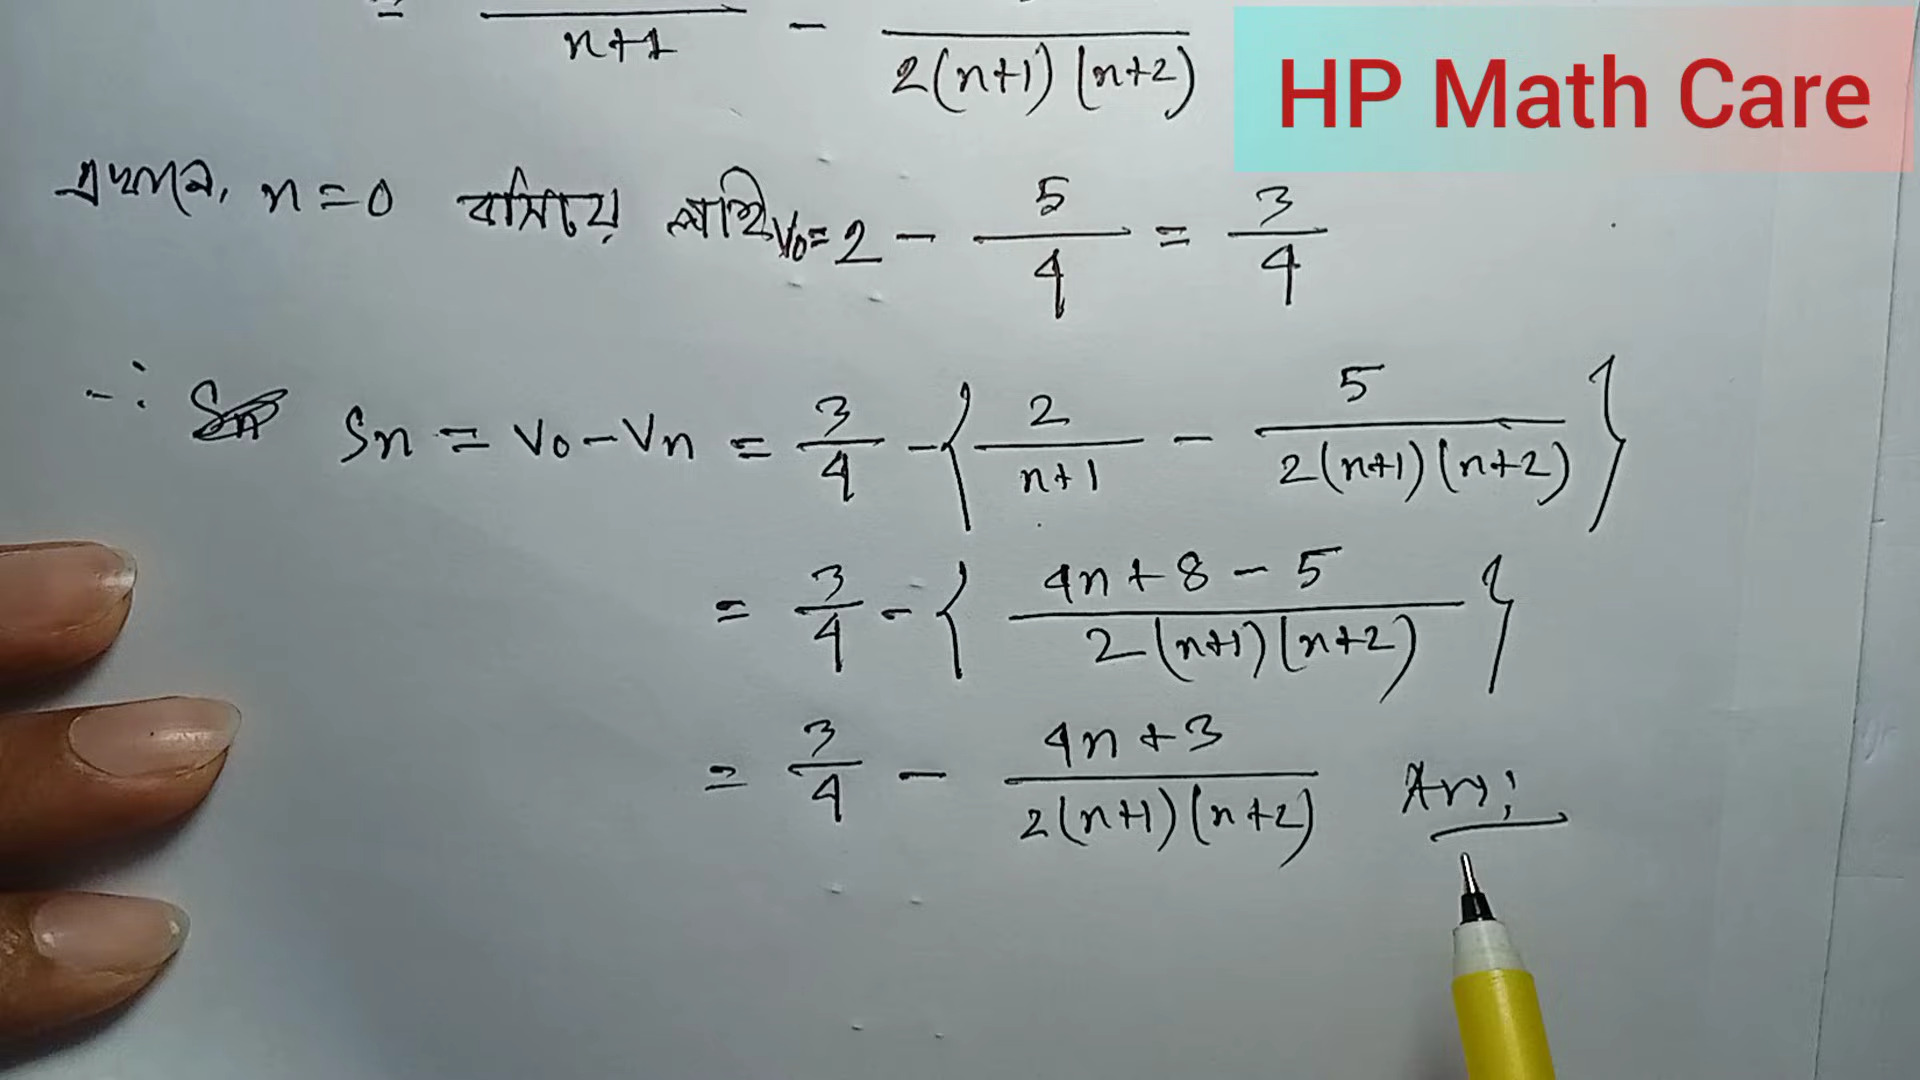 = n+1 - 2(n+1)(n+2)
HP Math Care
এখানে, n=0 বসিয়ে পাই V₀ = 2 - 5/4 = 3/4
∴ Sn Sn = V₀ - Vn = 3/4 - { 2/(n+1) - 5/(2(n+1)(n+2)) }
= 3/4 - { (4n+8-5)/(2(n+1)(n+2)) }
= 3/4 - (4n+3)/(2(n+1)(n+2)) Ans: